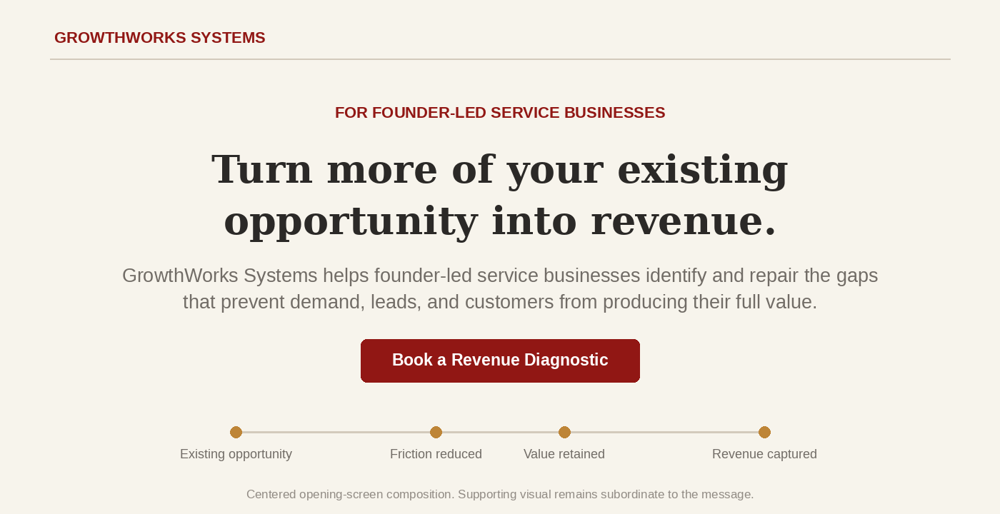 GROWTHWORKS SYSTEMS
FOR FOUNDER-LED SERVICE BUSINESSES
Turn more of your existing
opportunity into revenue.
GrowthWorks Systems helps founder-led service businesses identify and repair the gaps
that prevent demand, leads, and customers from producing their full value.
Book a Revenue Diagnostic
Existing opportunity
Friction reduced
Value retained
Revenue captured
Centered opening-screen composition. Supporting visual remains subordinate to the message.